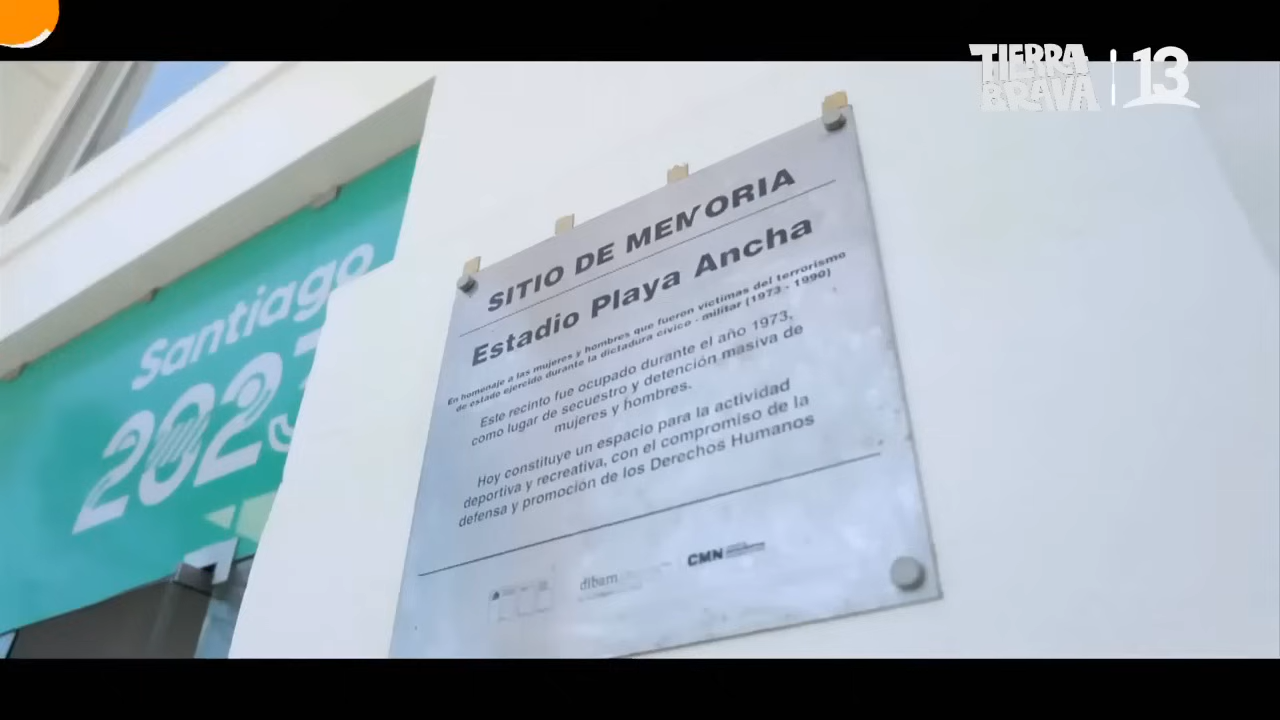 TIERRA
BRAVA
13
Santiago
2023
SITIO DE MEMORIA
Estadio Playa Ancha
En homenaje a las mujeres y hombres que fueron víctimas del terrorismo
de estado ejercido durante la dictadura cívico - militar (1973 - 1990)
Este recinto fue ocupado durante el año 1973,
como lugar de secuestro y detención masiva de
mujeres y hombres.
Hoy constituye un espacio para la actividad
deportiva y recreativa, con el compromiso de la
defensa y promoción de los Derechos Humanos
dibam
CMN